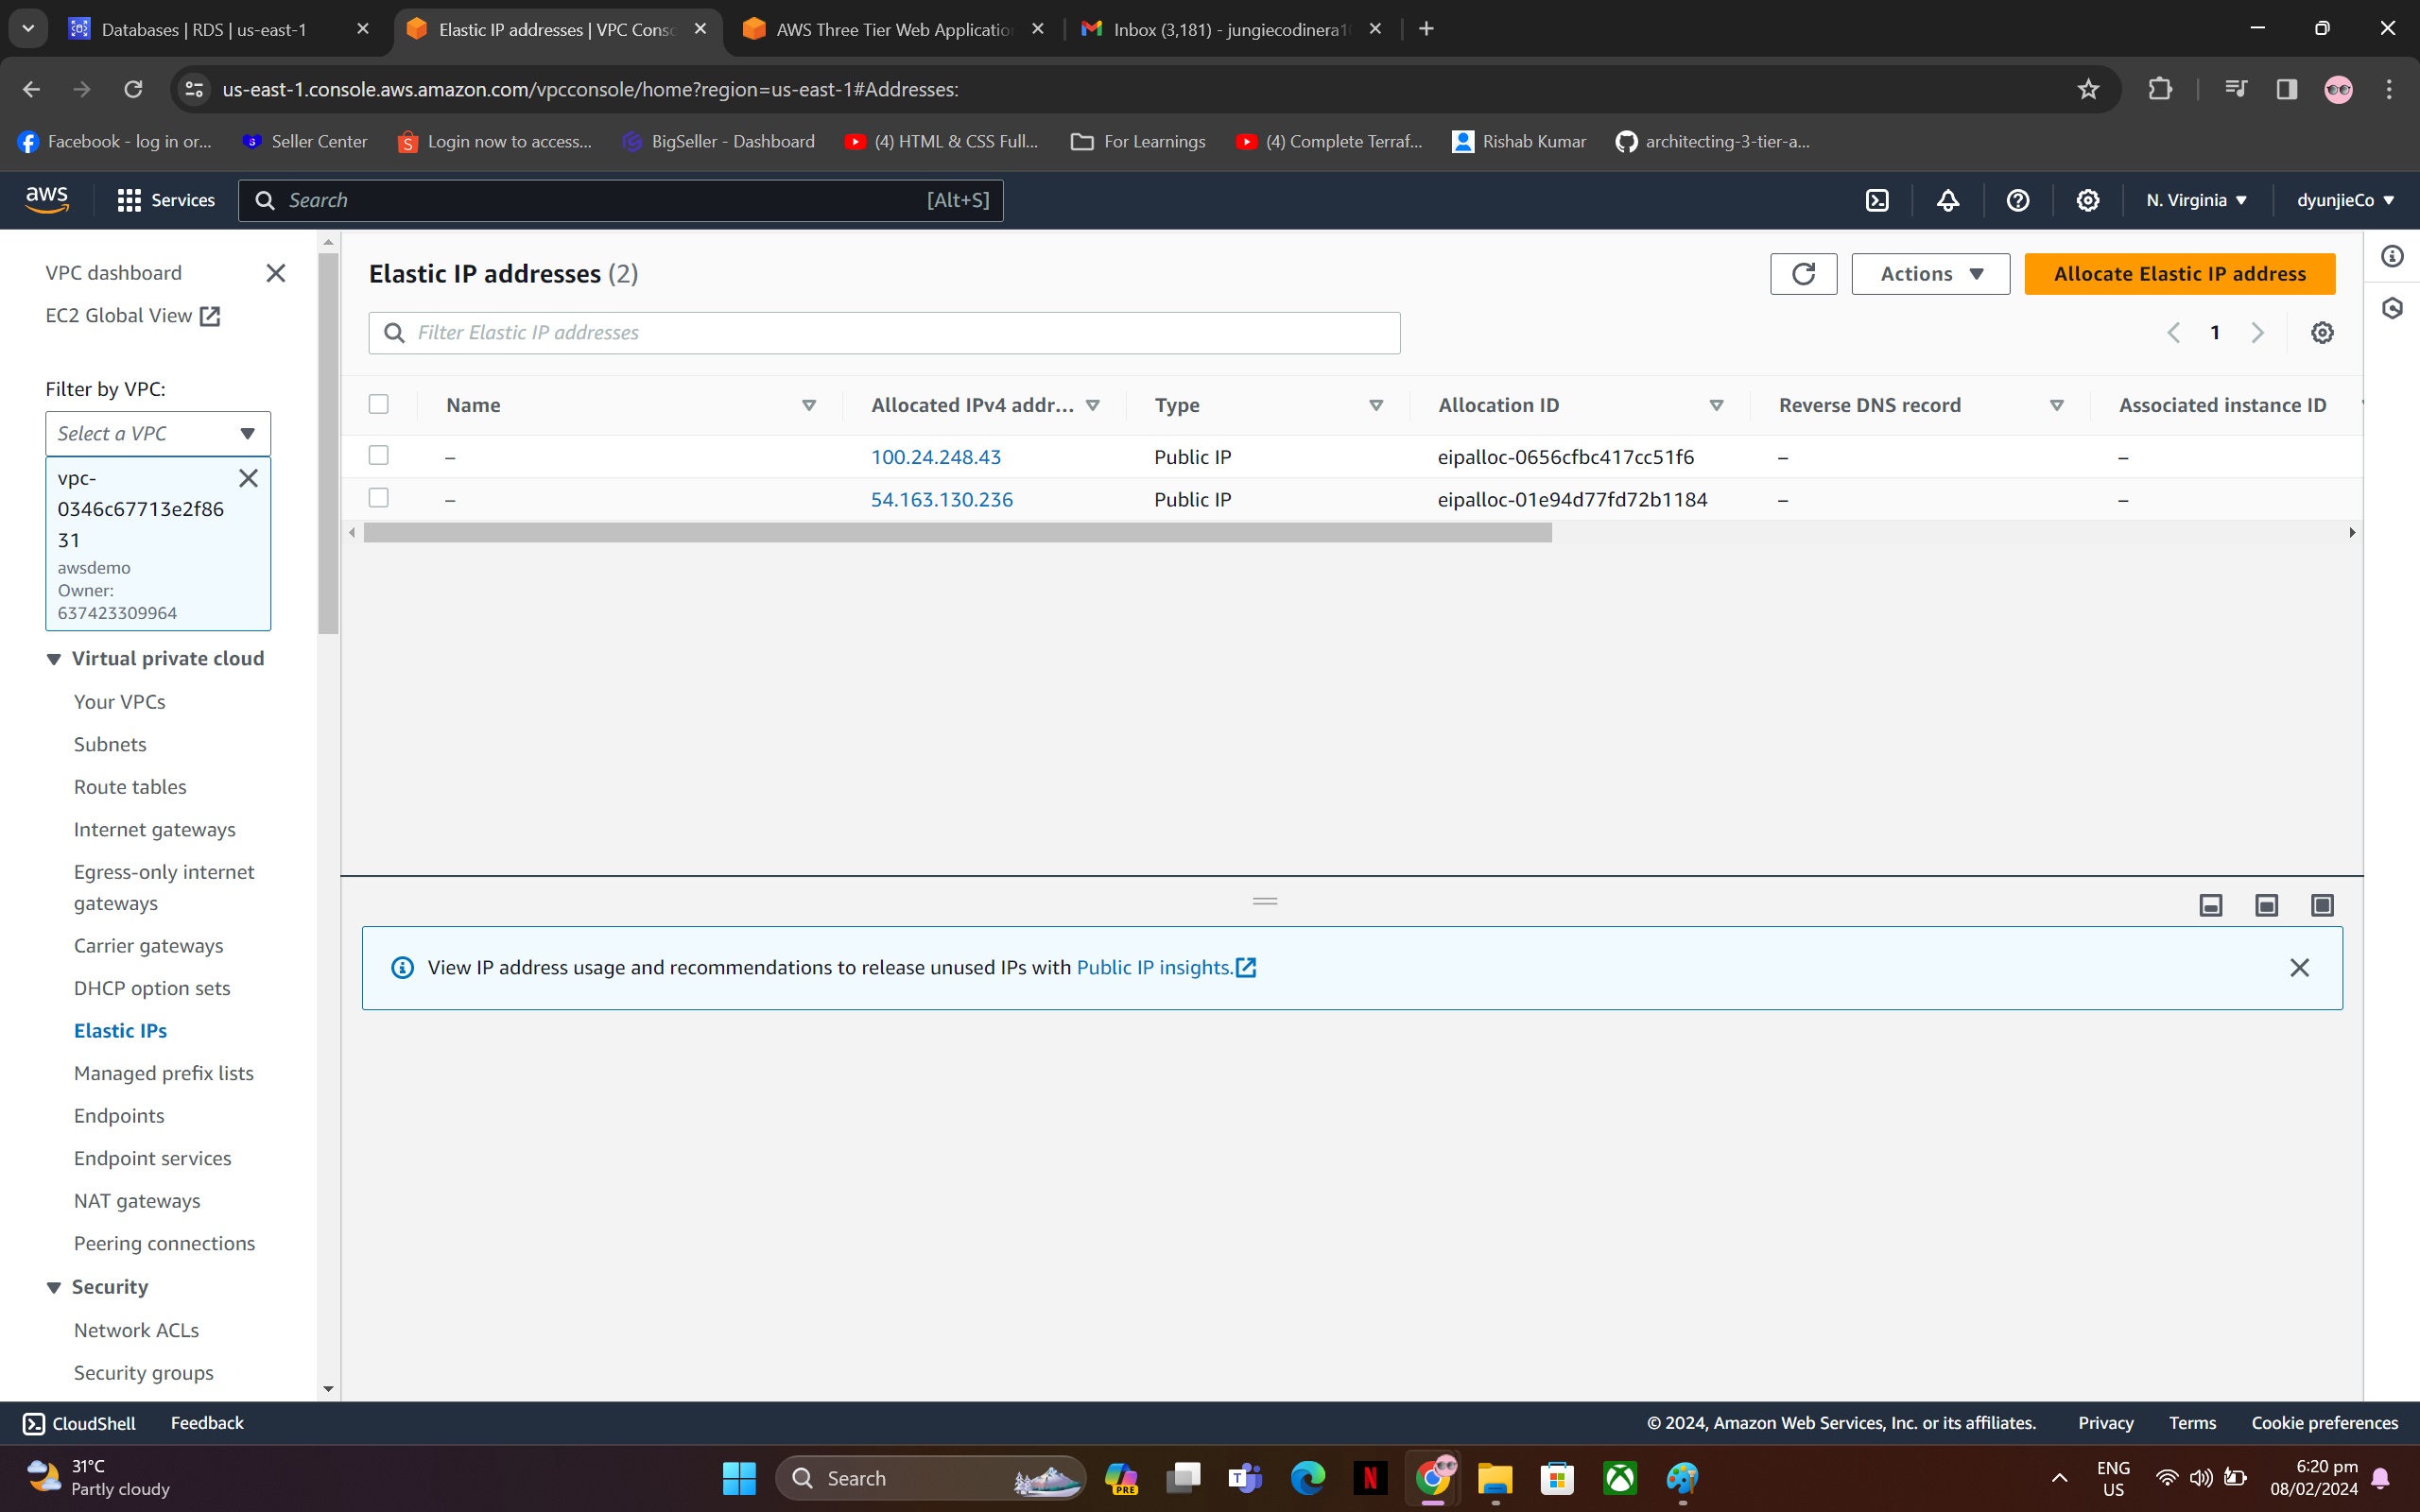 Databases | RDS | us-east-1
Elastic IP addresses | VPC Conso
AWS Three Tier Web Application
Inbox (3,181) - jungiecodinera1
us-east-1.console.aws.amazon.com/vpcconsole/home?region=us-east-1#Addresses:
Facebook - log in or...
Seller Center
Login now to access...
BigSeller - Dashboard
(4) HTML & CSS Full...
For Learnings
(4) Complete Terraf...
Rishab Kumar
architecting-3-tier-a...
aws
Services
Search
[Alt+S]
N. Virginia
dyunjieCo
VPC dashboard
EC2 Global View
Filter by VPC:
Select a VPC
vpc-
0346c67713e2f86
31
awsdemo
Owner:
637423309964
Virtual private cloud
Your VPCs
Subnets
Route tables
Internet gateways
Egress-only internet
gateways
Carrier gateways
DHCP option sets
Elastic IPs
Managed prefix lists
Endpoints
Endpoint services
NAT gateways
Peering connections
Security
Network ACLs
Security groups
Elastic IP addresses (2)
Actions
Allocate Elastic IP address
Filter Elastic IP addresses
1
Name Allocated IPv4 addr... Type Allocation ID Reverse DNS record Associated instance ID
– 100.24.248.43 Public IP eipalloc-0656cfbc417cc51f6 – –
– 54.163.130.236 Public IP eipalloc-01e94d77fd72b1184 – –
View IP address usage and recommendations to release unused IPs with Public IP insights.
CloudShell
Feedback
© 2024, Amazon Web Services, Inc. or its affiliates.
Privacy
Terms
Cookie preferences
31°C
Partly cloudy
Search
PRE
ENG
US
6:20 pm
08/02/2024